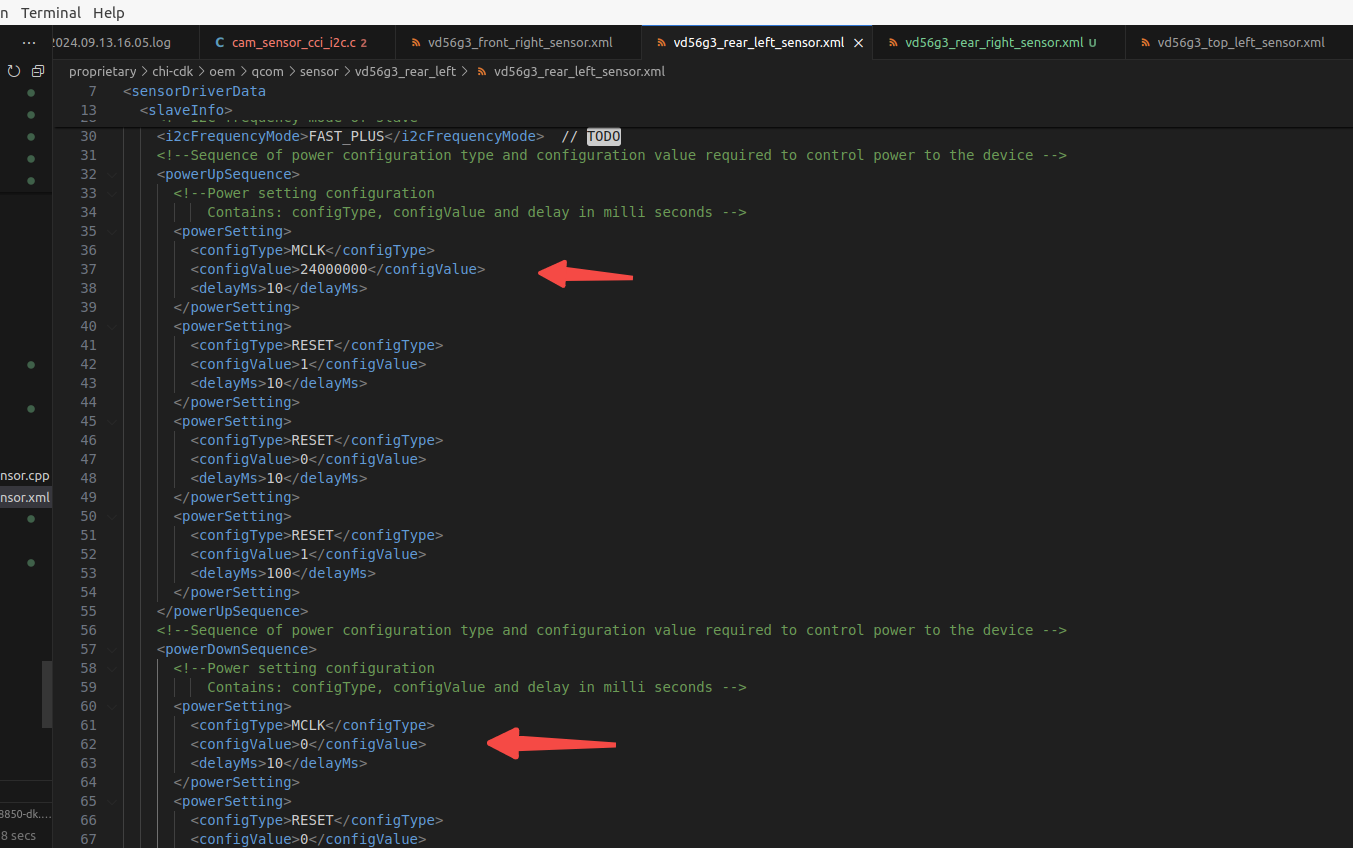 n Terminal Help
... 2024.09.13.16.05.log C cam_sensor_cci_i2c.c 2 vd56g3_front_right_sensor.xml vd56g3_rear_left_sensor.xml × vd56g3_rear_right_sensor.xml U vd56g3_top_left_sensor.xml
proprietary > chi-cdk > oem > qcom > sensor > vd56g3_rear_left > vd56g3_rear_left_sensor.xml
7 <sensorDriverData
13 <slaveInfo>
30 <i2cFrequencyMode>FAST_PLUS</i2cFrequencyMode> // TODO
31 <!--Sequence of power configuration type and configuration value required to control power to the device -->
32 <powerUpSequence>
33 <!--Power setting configuration
34 Contains: configType, configValue and delay in milli seconds -->
35 <powerSetting>
36 <configType>MCLK</configType>
37 <configValue>24000000</configValue>
38 <delayMs>10</delayMs>
39 </powerSetting>
40 <powerSetting>
41 <configType>RESET</configType>
42 <configValue>1</configValue>
43 <delayMs>10</delayMs>
44 </powerSetting>
45 <powerSetting>
46 <configType>RESET</configType>
47 <configValue>0</configValue>
48 <delayMs>10</delayMs>
49 </powerSetting>
50 <powerSetting>
51 <configType>RESET</configType>
52 <configValue>1</configValue>
53 <delayMs>100</delayMs>
54 </powerSetting>
55 </powerUpSequence>
56 <!--Sequence of power configuration type and configuration value required to control power to the device -->
57 <powerDownSequence>
58 <!--Power setting configuration
59 Contains: configType, configValue and delay in milli seconds -->
60 <powerSetting>
61 <configType>MCLK</configType>
62 <configValue>0</configValue>
63 <delayMs>10</delayMs>
64 </powerSetting>
65 <powerSetting>
66 <configType>RESET</configType>
67 <configValue>0</configValue>
nsor.cpp
nsor.xml
8850-dk....
8 secs